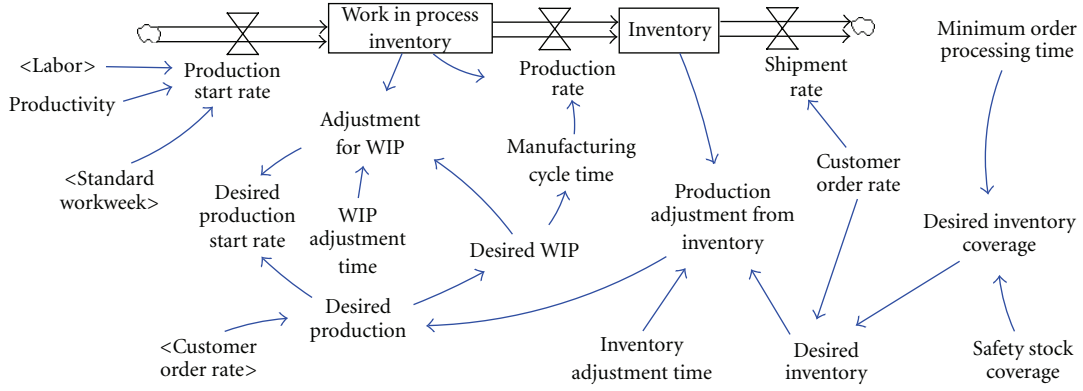 Work in process
inventory
Inventory
Minimum order
processing time
<Labor>
Productivity
Production
start rate
Production
rate
Shipment
rate
Adjustment
for WIP
Manufacturing
cycle time
Customer
order rate
<Standard
workweek>
Desired
production
start rate
WIP
adjustment
time
Desired WIP
Production
adjustment from
inventory
Desired inventory
coverage
Desired
production
<Customer
order rate>
Inventory
adjustment time
Desired
inventory
Safety stock
coverage